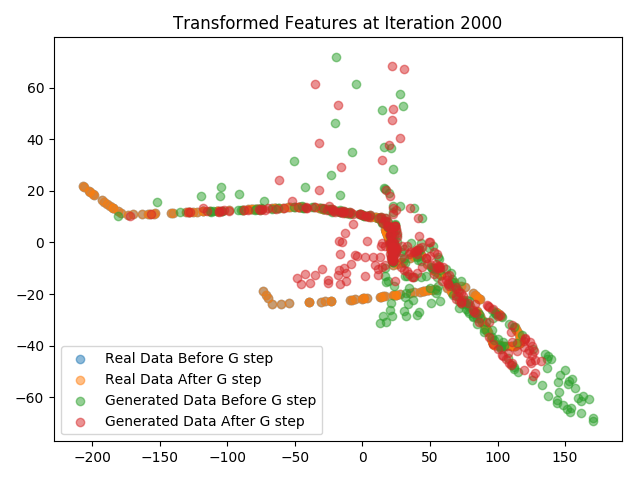 Transformed Features at Iteration 2000
60
40
20
0
−20
−40
−60
Real Data Before G step
Real Data After G step
Generated Data Before G step
Generated Data After G step
−200 −150 −100 −50 0 50 100 150